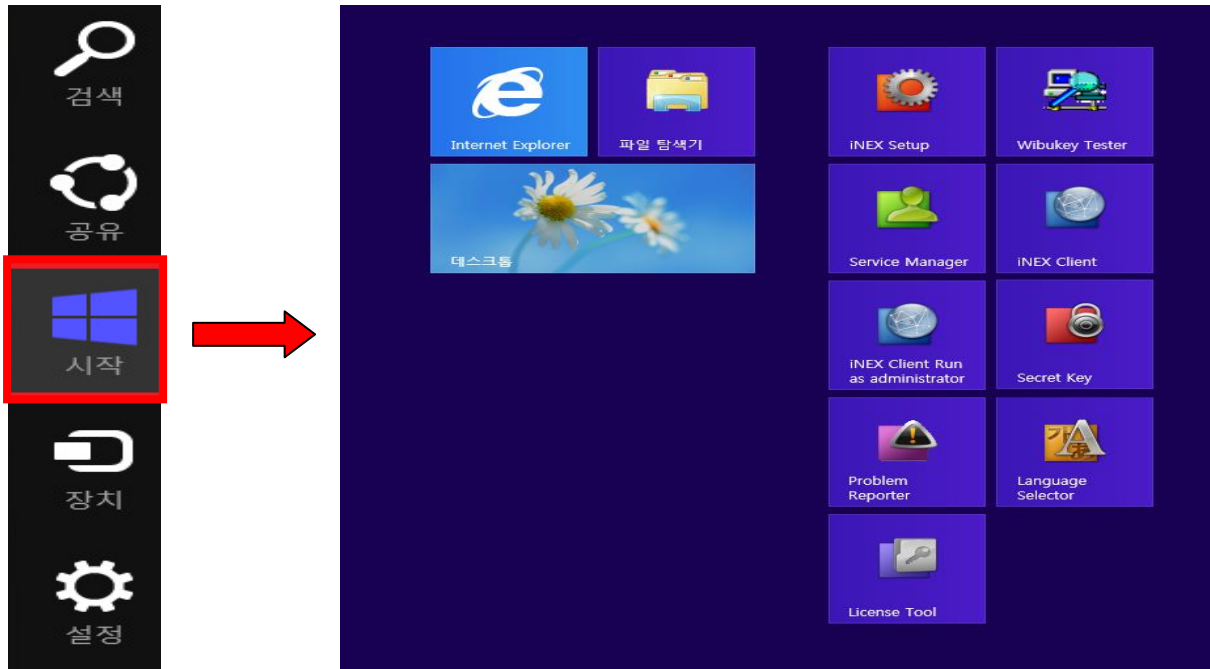 검색
공유
시작
장치
설정
Internet Explorer
파일 탐색기
데스크톱
iNEX Setup
Wibukey Tester
Service Manager
iNEX Client
iNEX Client Run
as administrator
Secret Key
Problem
Reporter
Language
Selector
License Tool